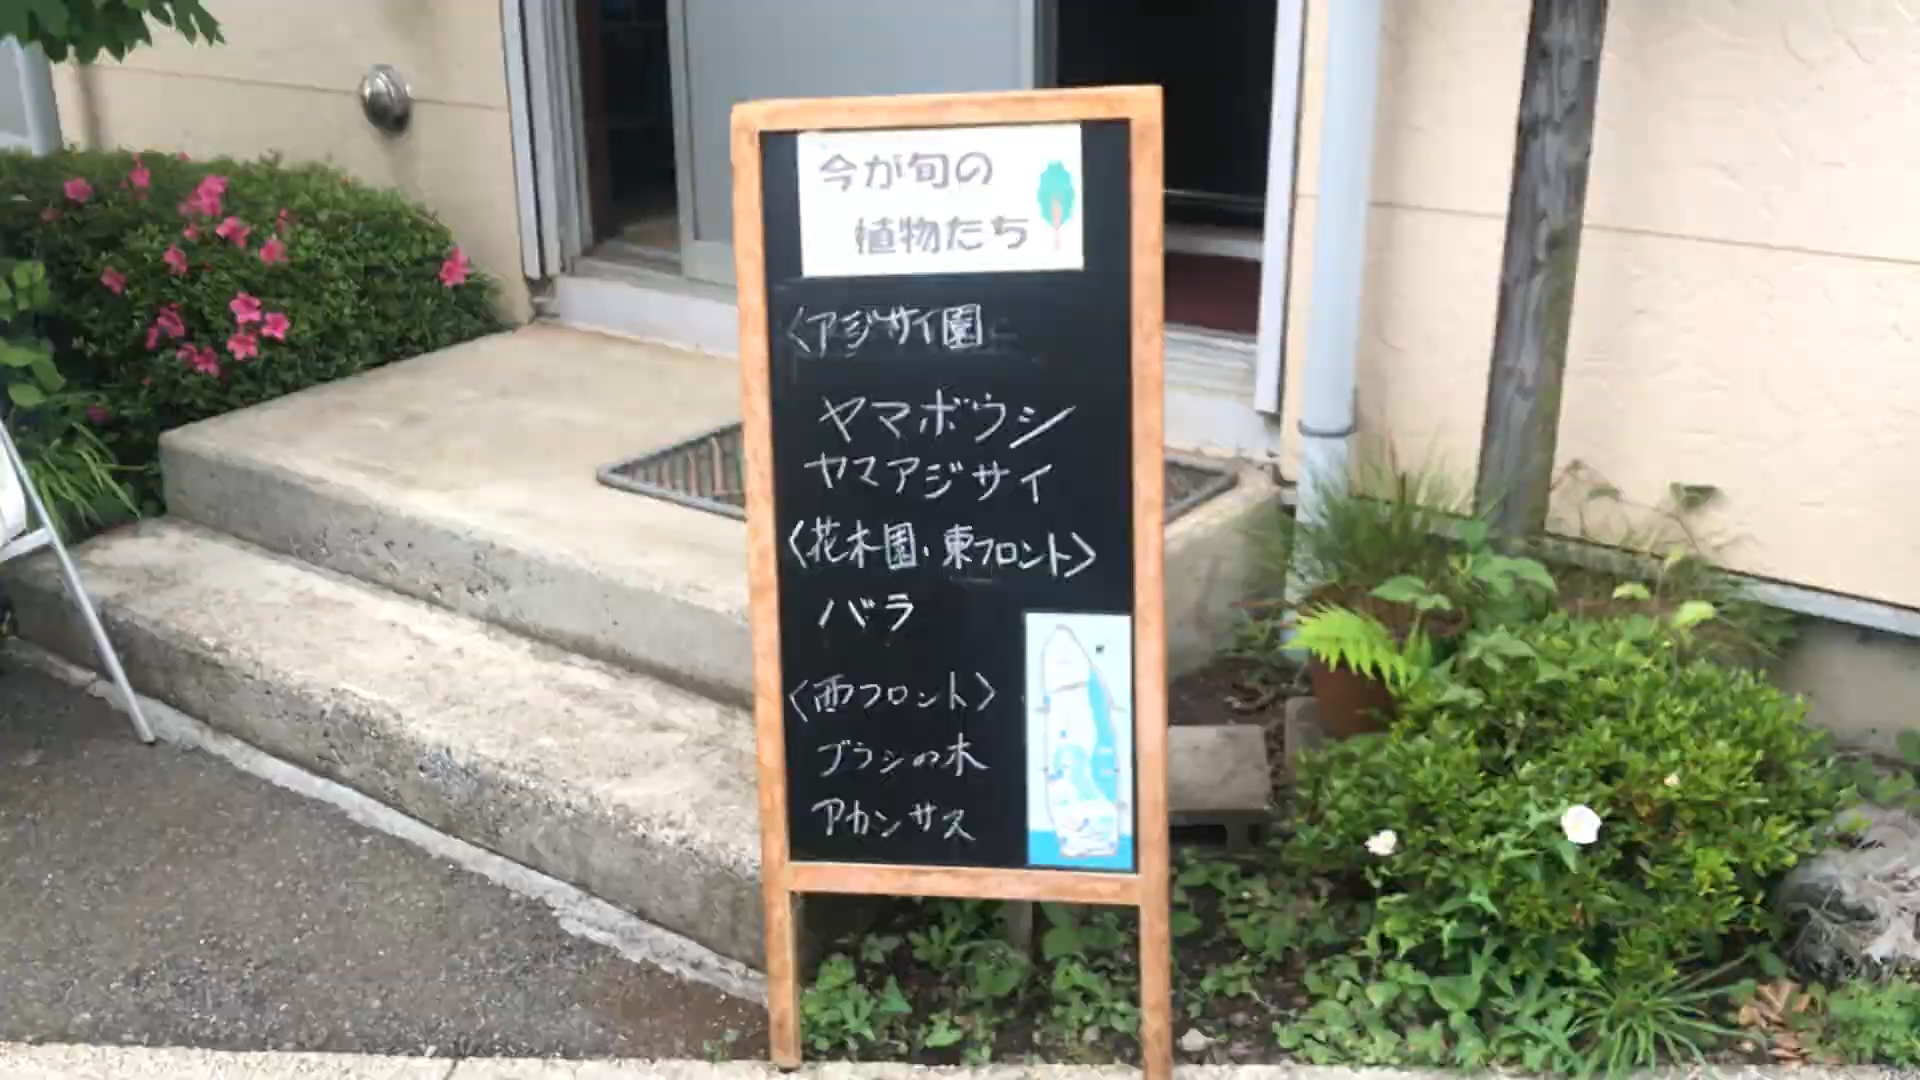 今が旬の
植物たち
〈アジサイ園
ヤマボウシ
ヤマアジサイ
〈花木園・東フロント〉
バラ
〈西フロント〉
ブラシの木
アカンサス